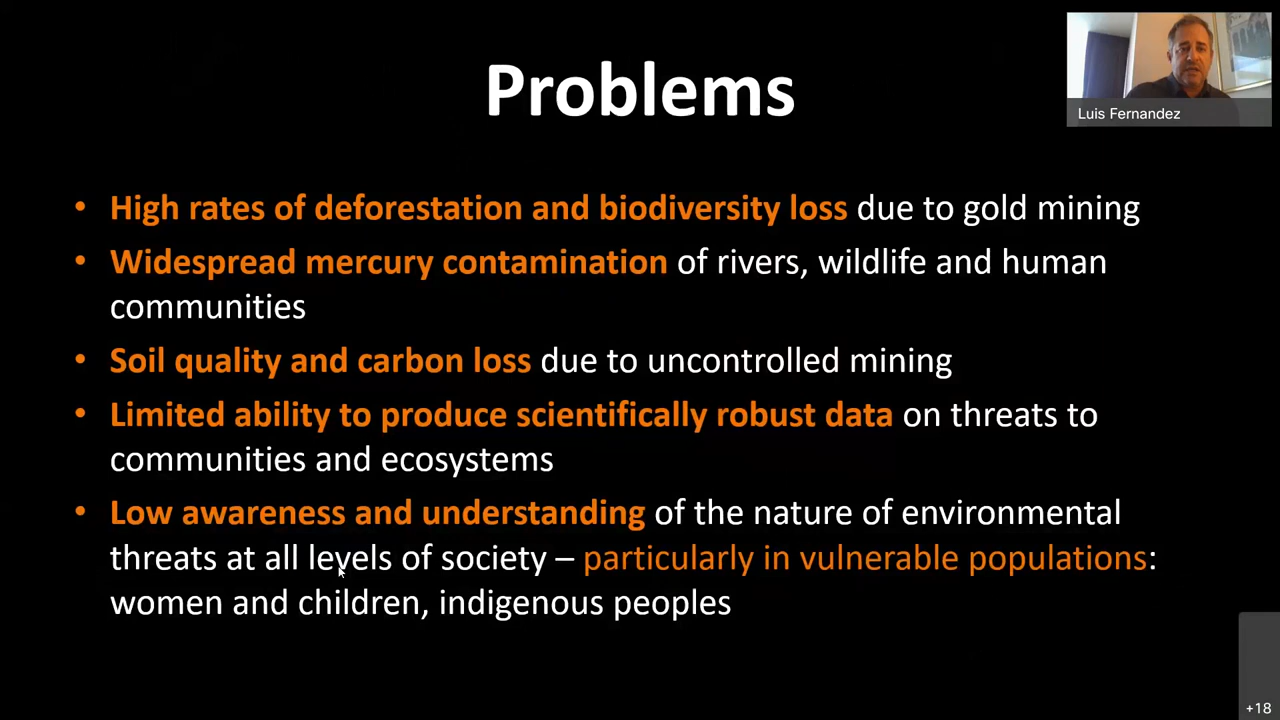 Problems
Luis Fernandez
• High rates of deforestation and biodiversity loss due to gold mining
• Widespread mercury contamination of rivers, wildlife and human
communities
• Soil quality and carbon loss due to uncontrolled mining
• Limited ability to produce scientifically robust data on threats to
communities and ecosystems
• Low awareness and understanding of the nature of environmental
threats at all levels of society – particularly in vulnerable populations:
women and children, indigenous peoples
+18